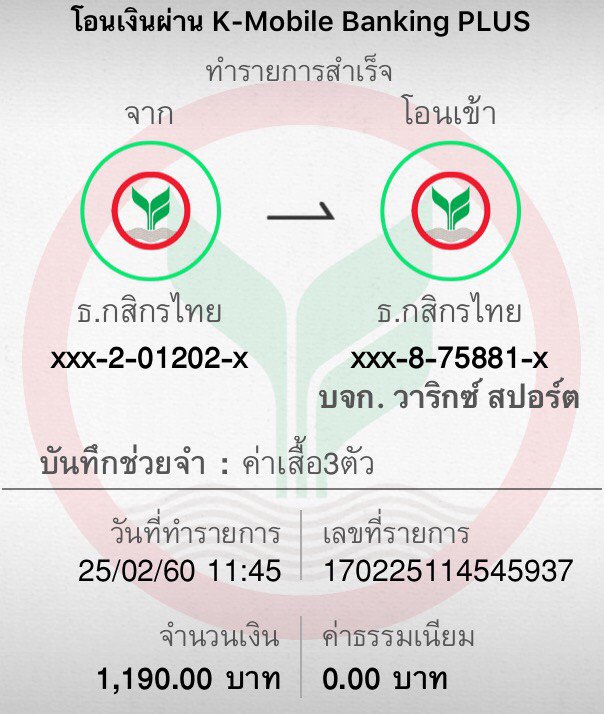 โอนเงินผ่าน K-Mobile Banking PLUS
ทำรายการสำเร็จ
จาก โอนเข้า
ธ.กสิกรไทย ธ.กสิกรไทย
xxx-2-01202-x xxx-8-75881-x
บจก. วาริกซ์ สปอร์ต
บันทึกช่วยจำ : ค่าเสื้อ3ตัว
วันที่ทำรายการ เลขที่รายการ
25/02/60 11:45 170225114545937
จำนวนเงิน ค่าธรรมเนียม
1,190.00 บาท 0.00 บาท